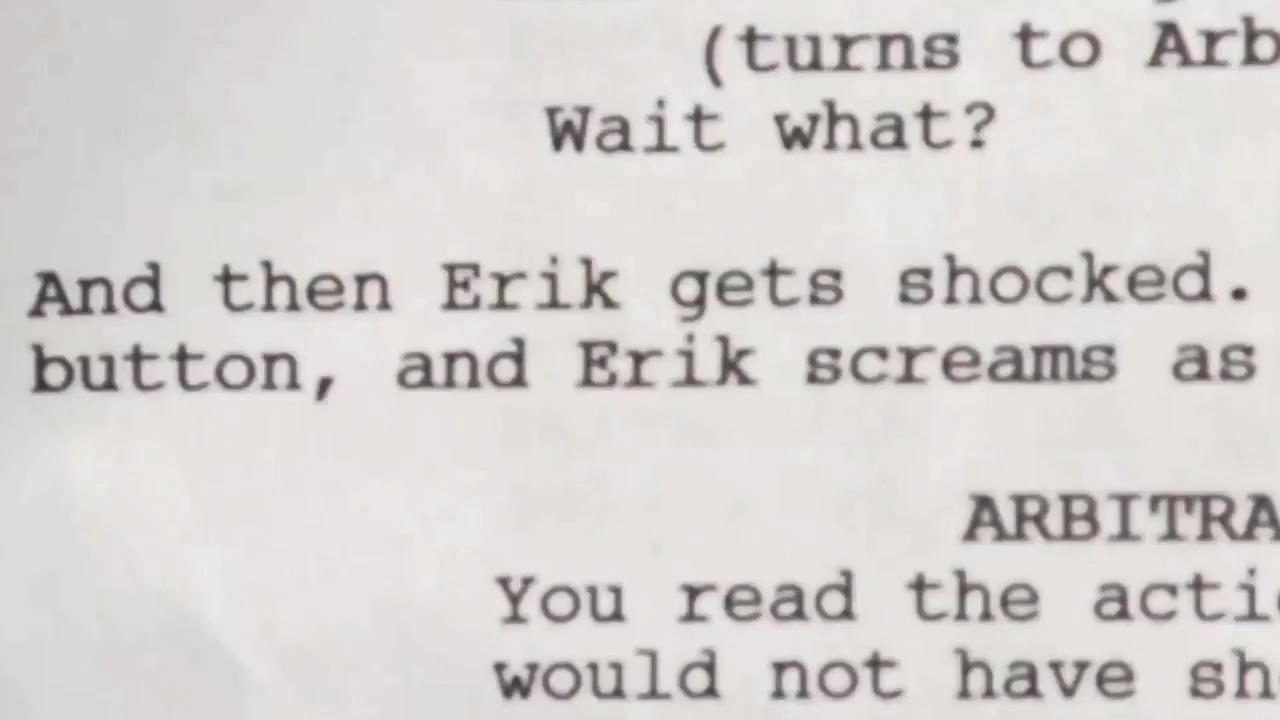 (turns to Arb
Wait what?
And then Erik gets shocked.
button, and Erik screams as
ARBITRA
You read the actio
would not have sh